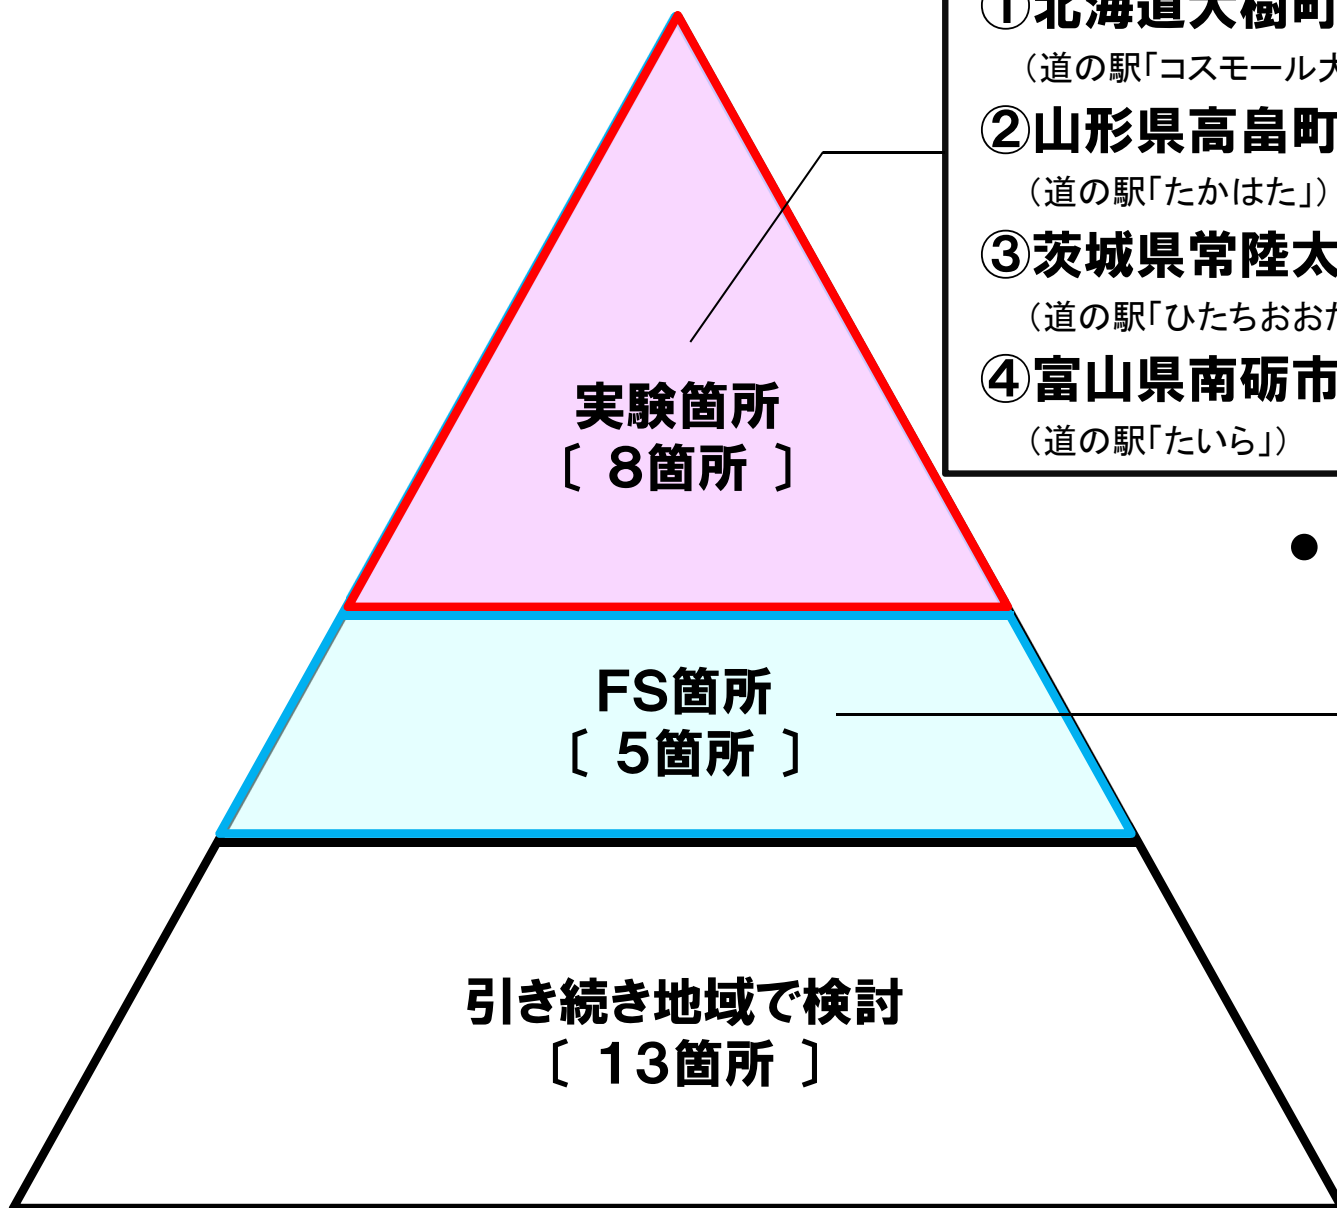 ①北海道大樹町
（道の駅「コスモール大
②山形県高畠町
（道の駅「たかはた」）
③茨城県常陸太
（道の駅「ひたちおおた
④富山県南砺市
（道の駅「たいら」）
実験箇所
〔 8箇所 〕
●
FS箇所
〔 5箇所 〕
引き続き地域で検討
〔 13箇所 〕